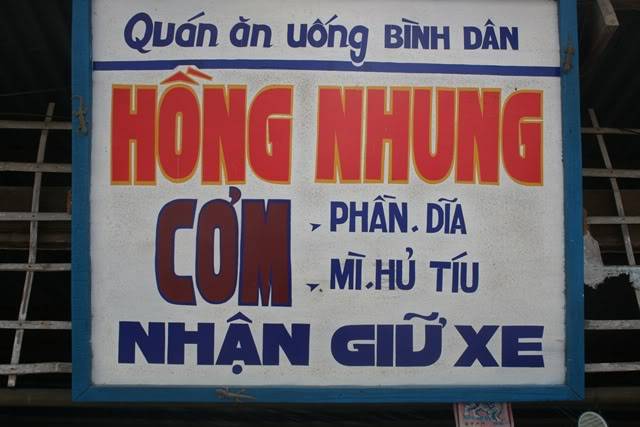 Quán ăn uống BÌNH DÂN
HỒNG NHUNG
CƠM
PHẦN. DĨA
MÌ. HỦ TÍU
NHẬN GIỮ XE